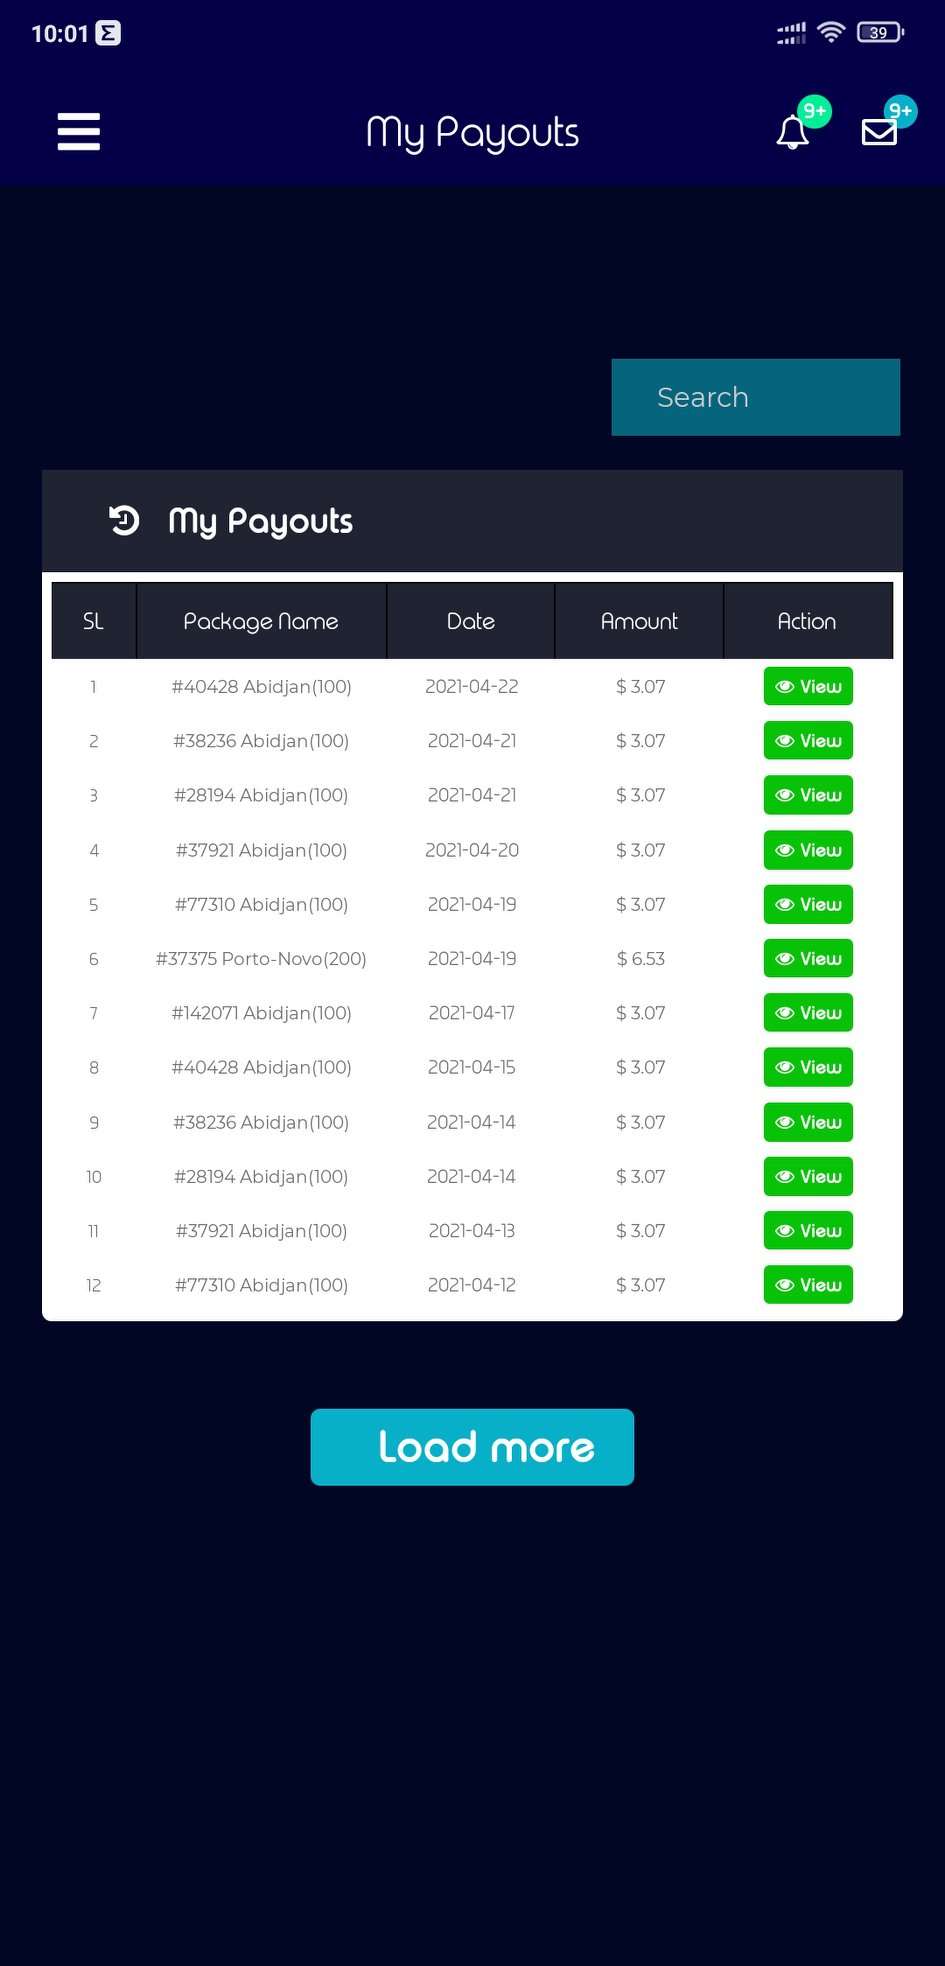 10:01 Σ 39
My Payouts 9+ 9+
Search
My Payouts
SL Package Name Date Amount Action
1 #40428 Abidjan(100) 2021-04-22 $ 3.07 View
2 #38236 Abidjan(100) 2021-04-21 $ 3.07 View
3 #28194 Abidjan(100) 2021-04-21 $ 3.07 View
4 #37921 Abidjan(100) 2021-04-20 $ 3.07 View
5 #77310 Abidjan(100) 2021-04-19 $ 3.07 View
6 #37375 Porto-Novo(200) 2021-04-19 $ 6.53 View
7 #142071 Abidjan(100) 2021-04-17 $ 3.07 View
8 #40428 Abidjan(100) 2021-04-15 $ 3.07 View
9 #38236 Abidjan(100) 2021-04-14 $ 3.07 View
10 #28194 Abidjan(100) 2021-04-14 $ 3.07 View
11 #37921 Abidjan(100) 2021-04-13 $ 3.07 View
12 #77310 Abidjan(100) 2021-04-12 $ 3.07 View
Load more